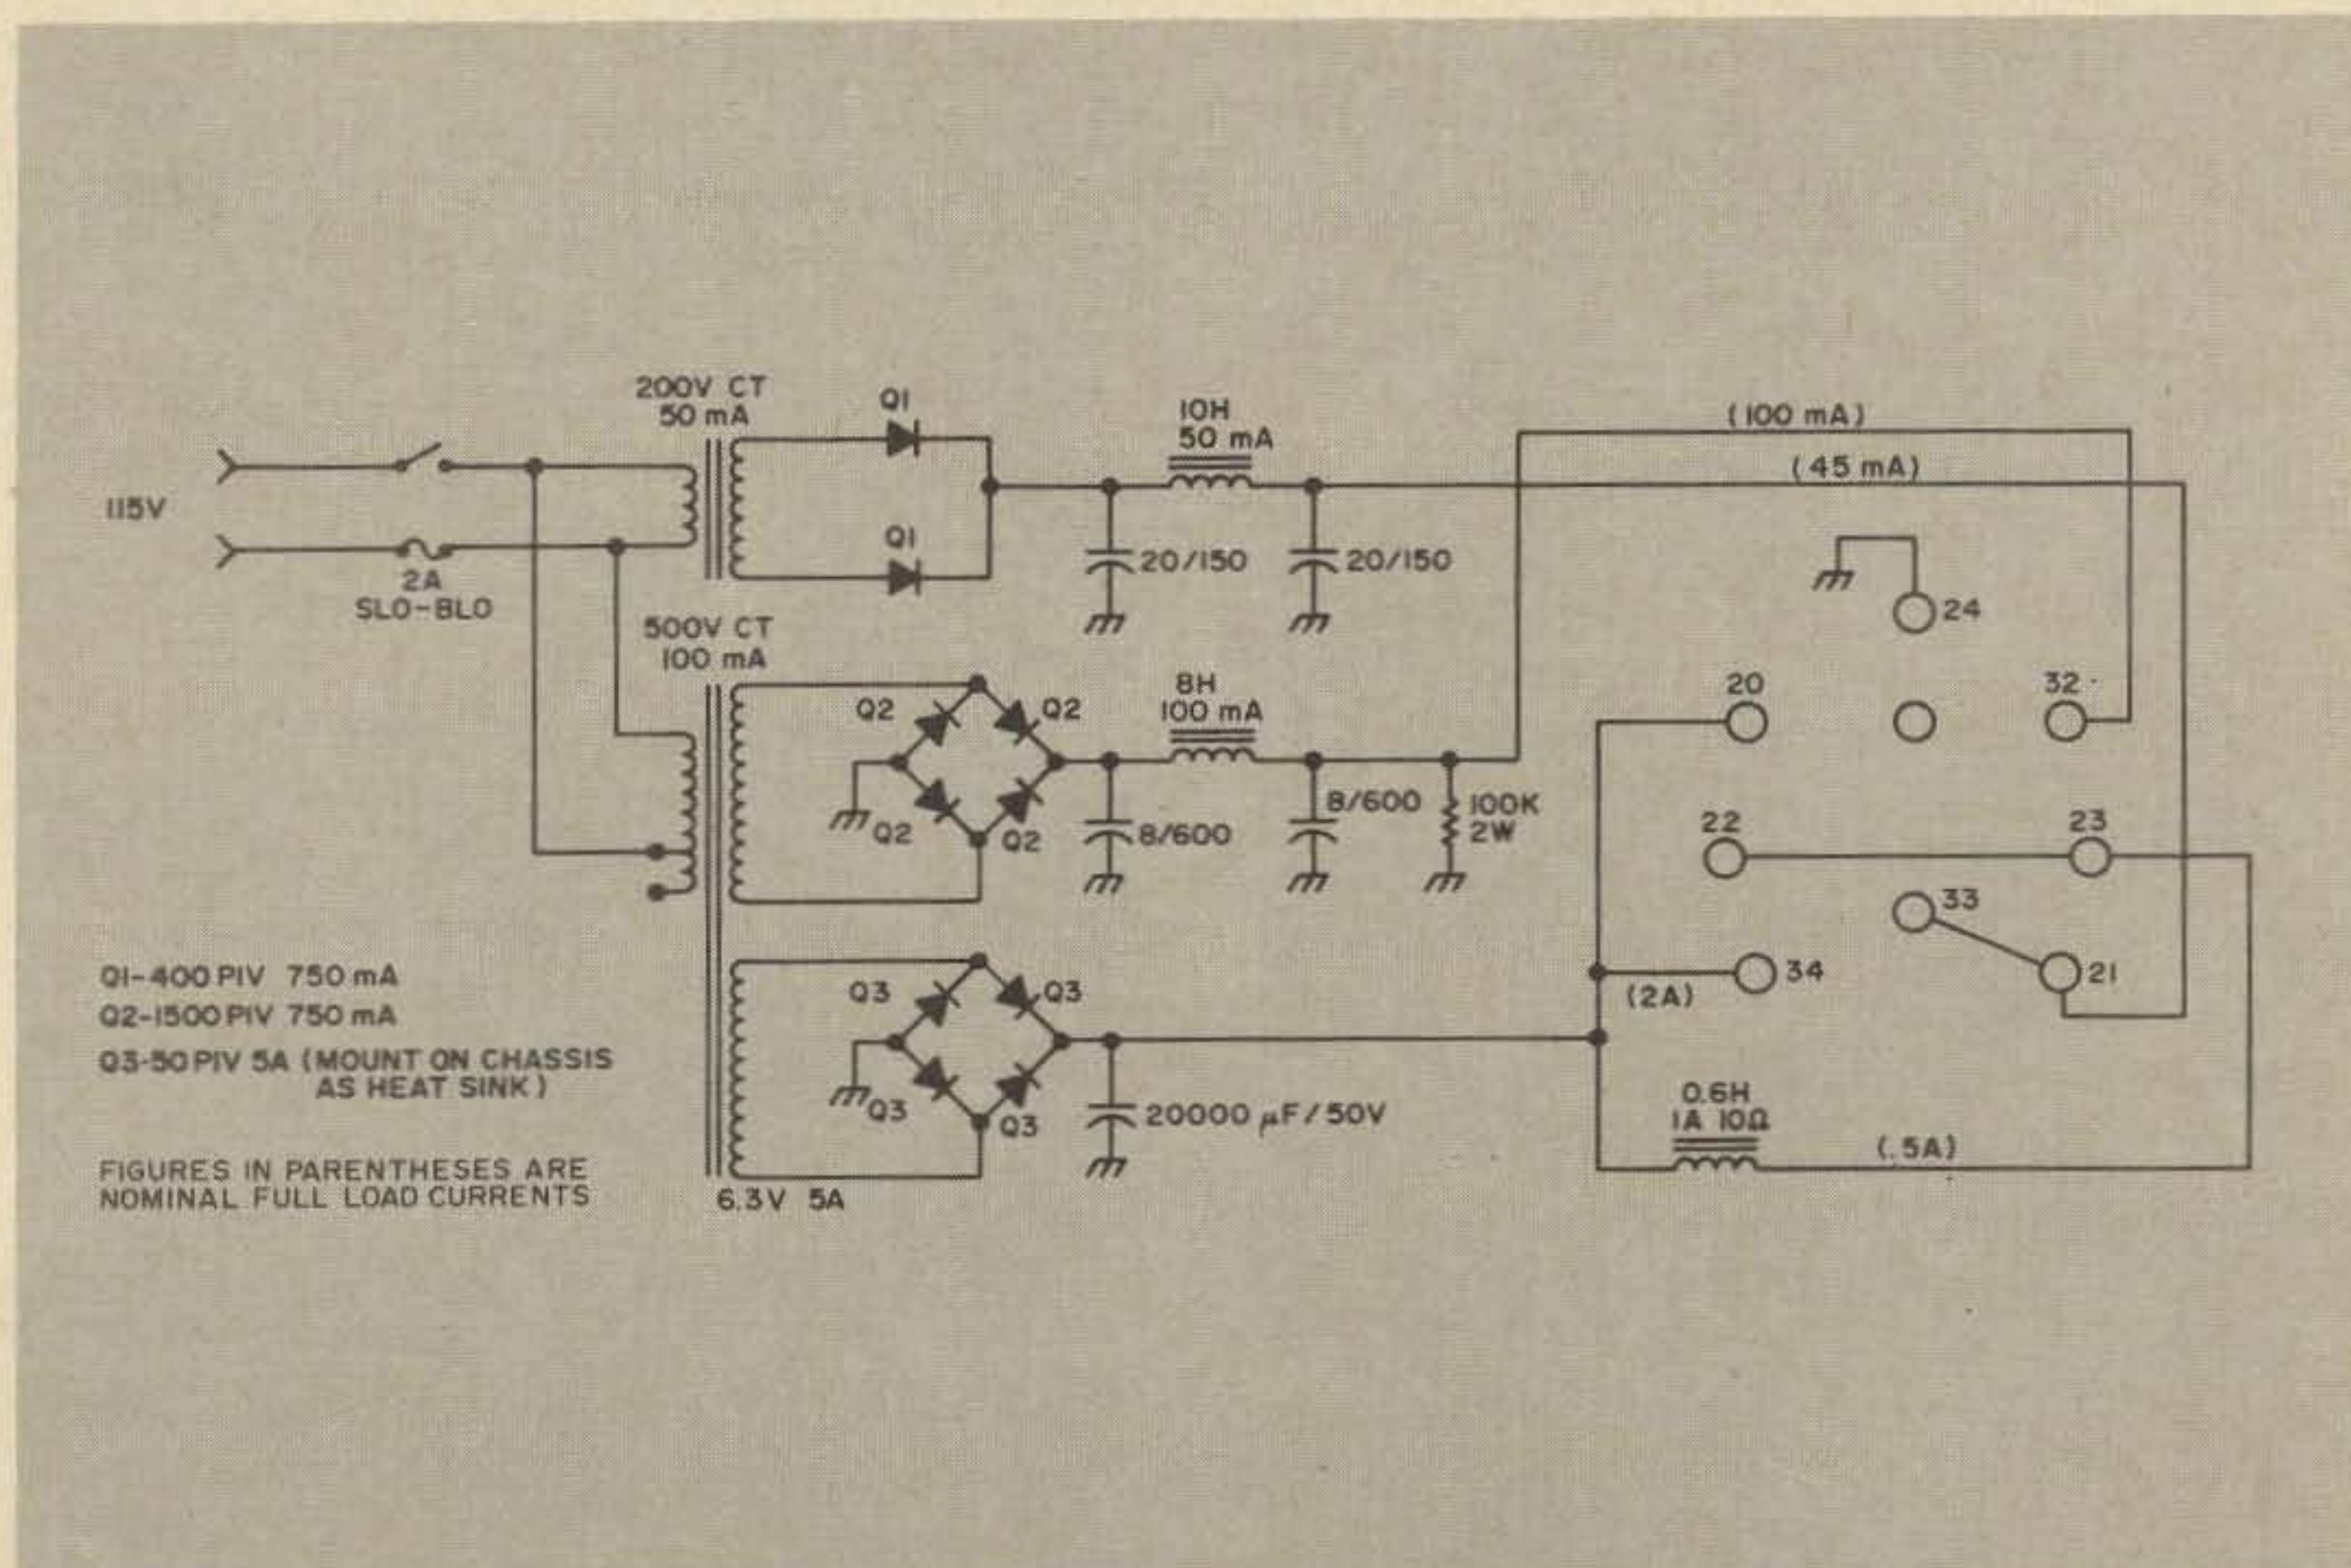 200V CT
50 mA
Q1
10H
50 mA
(100 mA)
(45 mA)
115V
Q1
20/150
20/150
2A
SLO-BLO
24
500V CT
100 mA
8H
100 mA
20
32
Q2
Q2
8/600
100K
2W
22
23
Q2
Q2
8/600
33
Q1-400 PIV 750 mA
Q2-1500 PIV 750 mA
Q3-50 PIV 5A (MOUNT ON CHASSIS
AS HEAT SINK)
Q3
Q3
34
21
(2A)
Q3
Q3
20000 µF/50V
0.6H
1A 10Ω
(.5A)
FIGURES IN PARENTHESES ARE
NOMINAL FULL LOAD CURRENTS
6.3V 5A